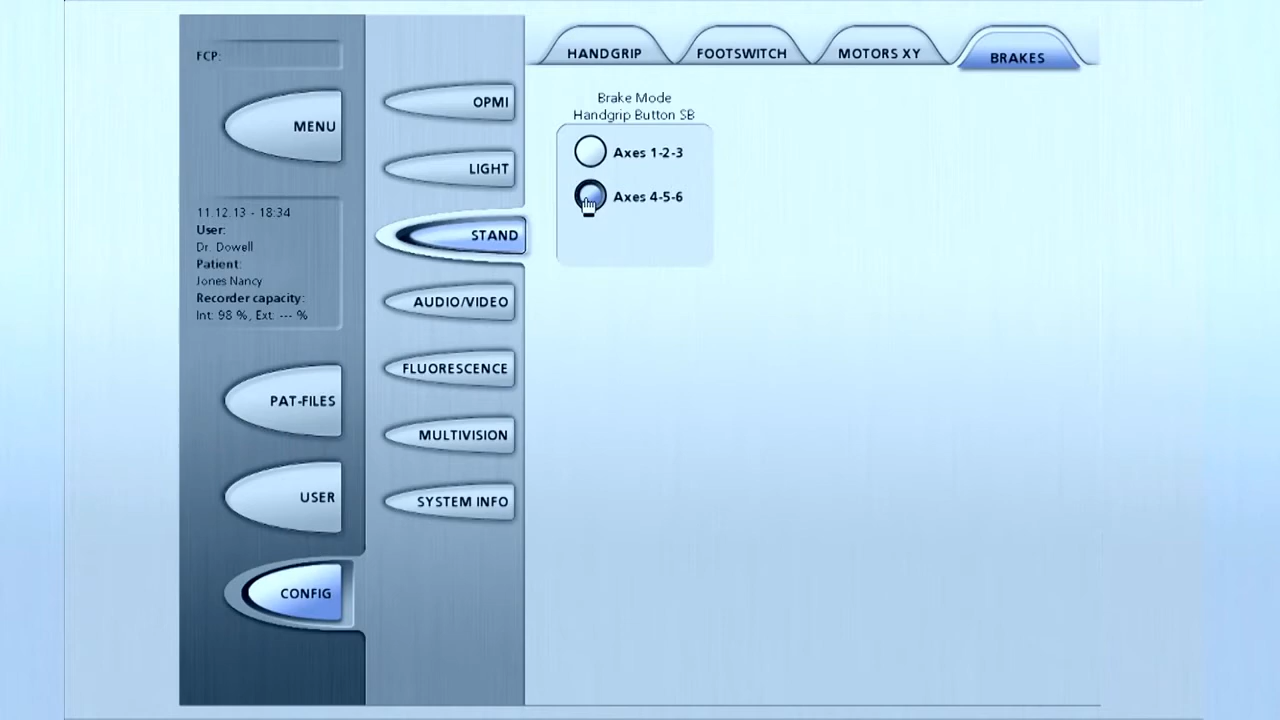 FCP:
MENU
11.12.13 - 18:34
User:
Dr. Dowell
Patient:
Jones Nancy
Recorder capacity:
Int: 98 %, Ext: --- %
PAT-FILES
USER
CONFIG
OPMI
LIGHT
STAND
AUDIO/VIDEO
FLUORESCENCE
MULTIVISION
SYSTEM INFO
HANDGRIP
FOOTSWITCH
MOTORS XY
BRAKES
Brake Mode
Handgrip Button SB
Axes 1-2-3
Axes 4-5-6